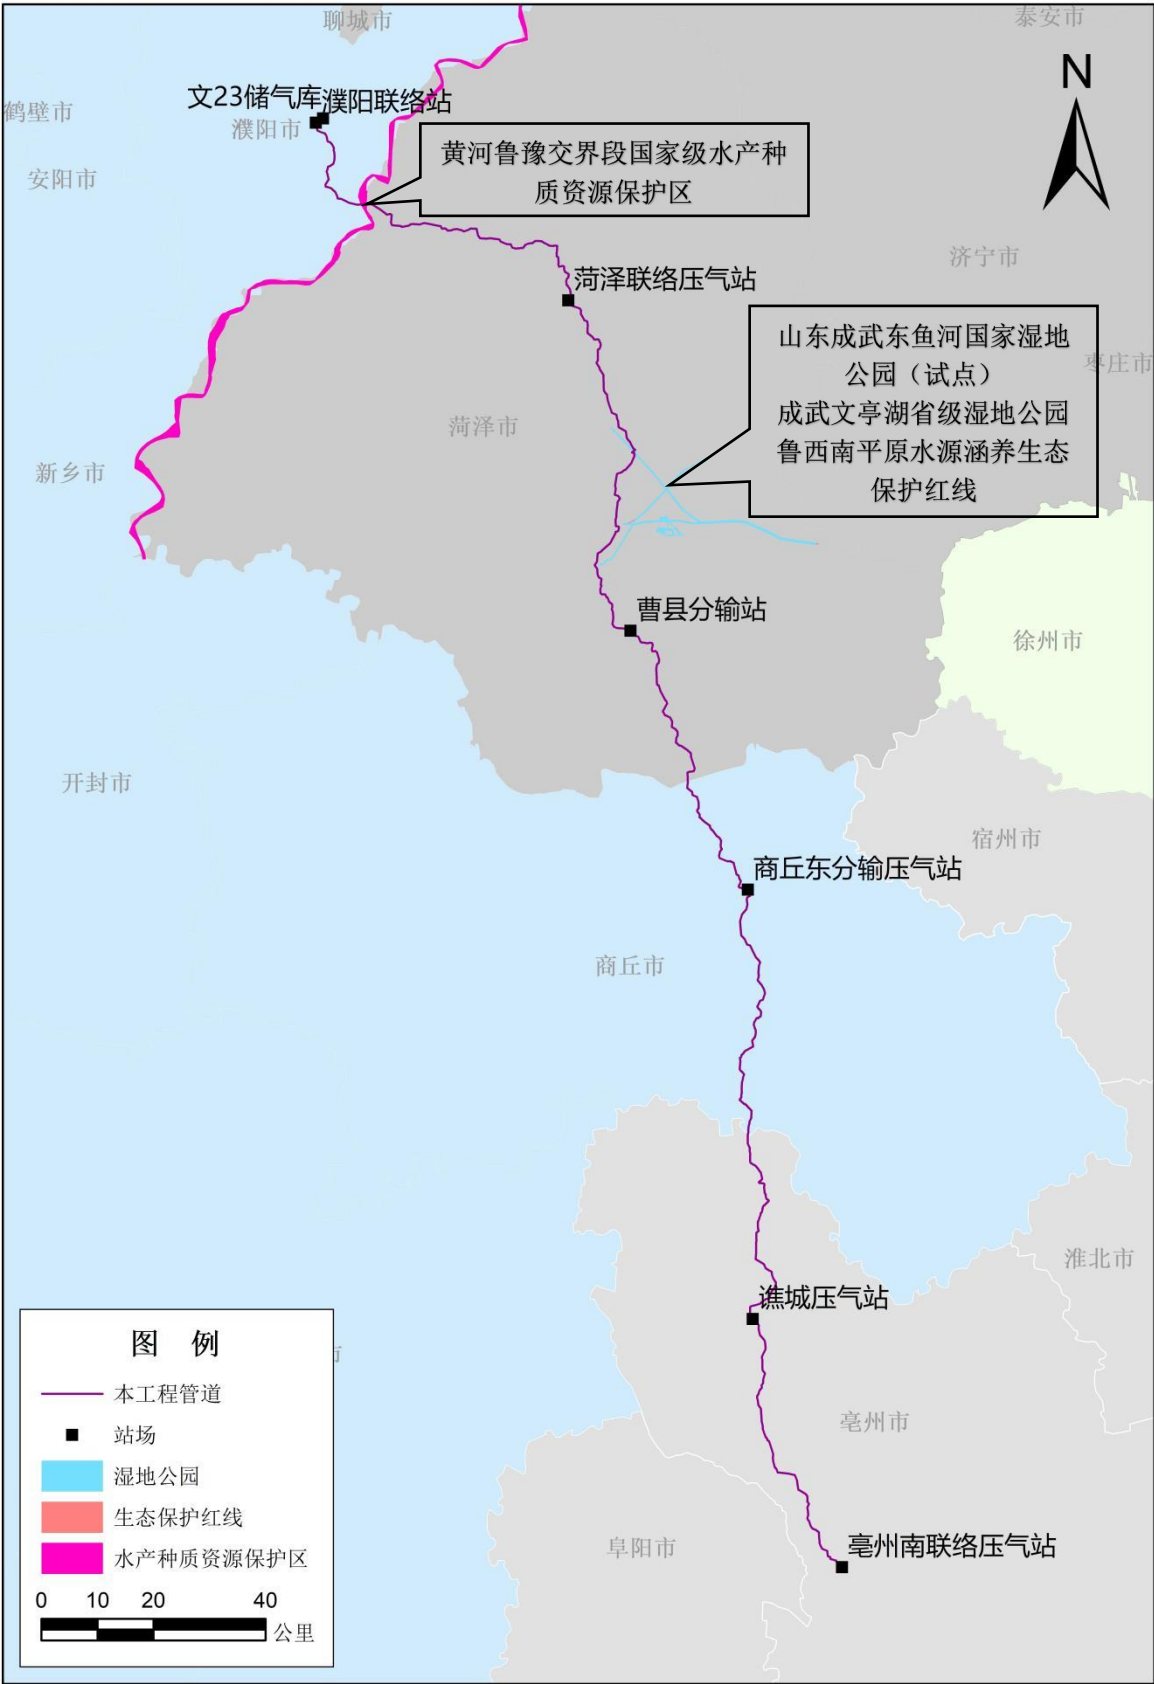 聊城市
泰安市
N
鹤壁市
文23储气库
濮阳联络站
濮阳市
安阳市
黄河鲁豫交界段国家级水产种
质资源保护区
济宁市
菏泽联络压气站
山东成武东鱼河国家湿地
公园（试点）
成武文亭湖省级湿地公园
鲁西南平原水源涵养生态
保护红线
枣庄市
菏泽市
新乡市
曹县分输站
徐州市
开封市
宿州市
商丘东分输压气站
商丘市
淮北市
谯城压气站
亳州市
阜阳市
亳州南联络压气站
图 例
市
本工程管道
站场
湿地公园
生态保护红线
水产种质资源保护区
0 10 20 40
公里